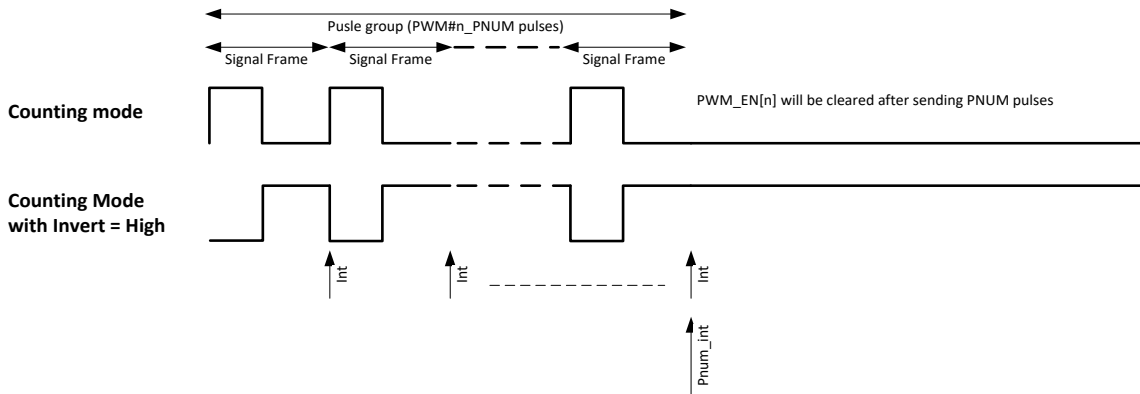 Pusle group (PWM#n_PNUM pulses)
Signal Frame
Signal Frame
Signal Frame
Counting mode
PWM_EN[n] will be cleared after sending PNUM pulses
Counting Mode
with Invert = High
Int
Int
Int
Pnum_int